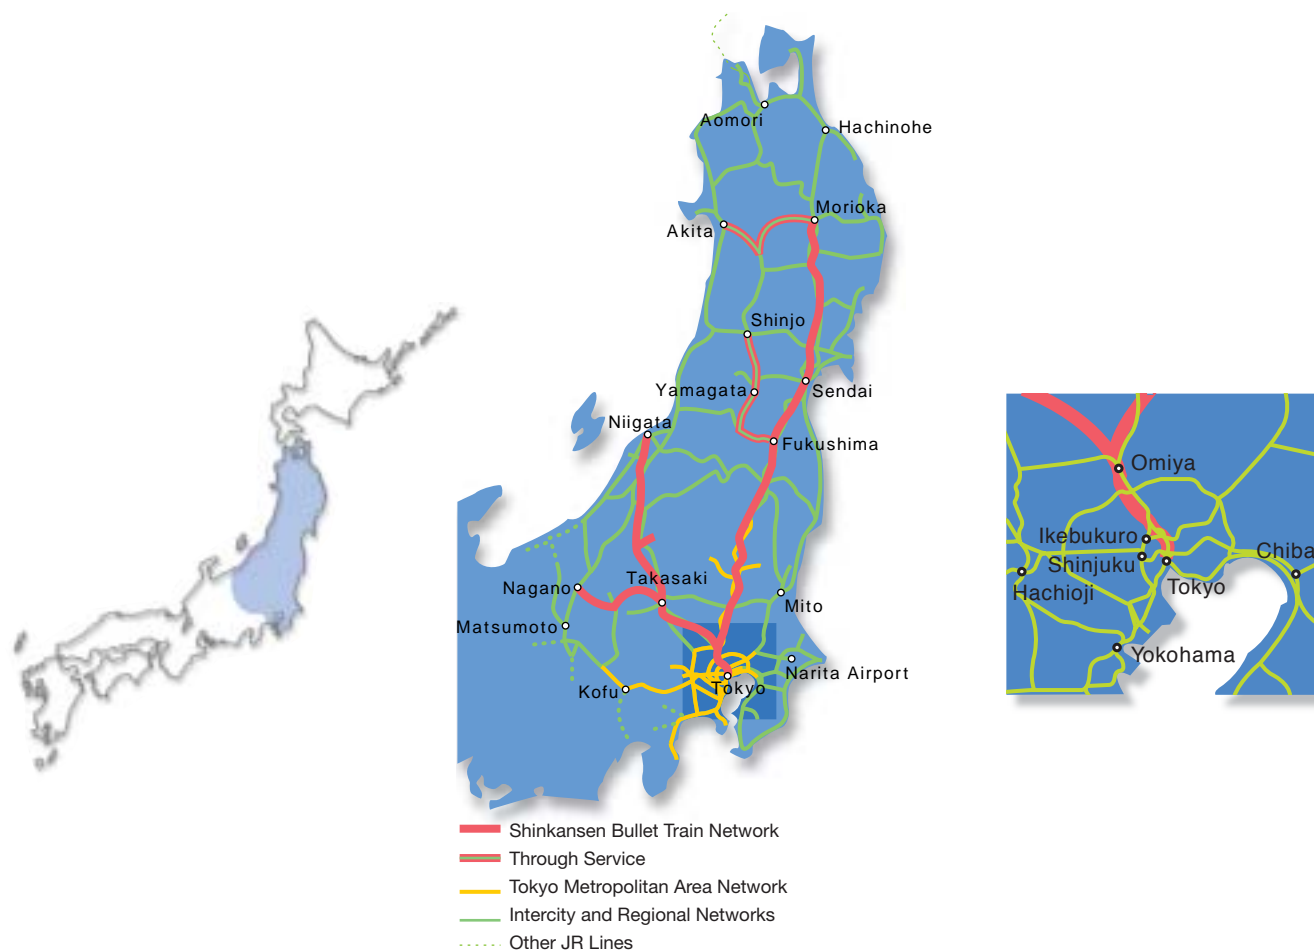 Aomori
Hachinohe
Morioka
Akita
Shinjo
Yamagata
Sendai
Niigata
Fukushima
Nagano
Takasaki
Mito
Matsumoto
Kofu
Tokyo
Narita Airport
Omiya
Ikebukuro
Shinjuku
Chiba
Hachioji
Tokyo
Yokohama
Shinkansen Bullet Train Network
Through Service
Tokyo Metropolitan Area Network
Intercity and Regional Networks
Other JR Lines